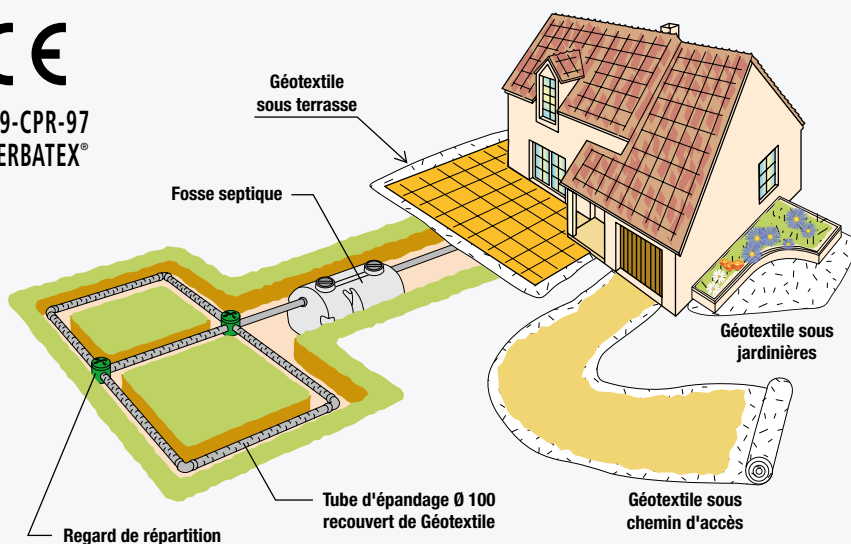 CE
9-CPR-97
ERBATEX®
Géotextile
sous terrasse
Fosse septique
Géotextile sous
jardinières
Tube d'épandage Ø 100
recouvert de Géotextile
Géotextile sous
chemin d'accès
Regard de répartition